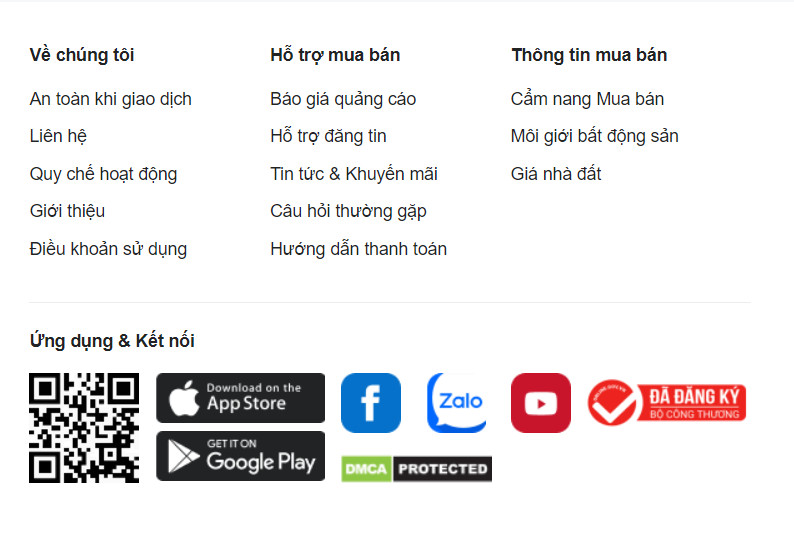 Về chúng tôi
An toàn khi giao dịch
Liên hệ
Quy chế hoạt động
Giới thiệu
Điều khoản sử dụng
Hỗ trợ mua bán
Báo giá quảng cáo
Hỗ trợ đăng tin
Tin tức & Khuyến mãi
Câu hỏi thường gặp
Hướng dẫn thanh toán
Thông tin mua bán
Cẩm nang Mua bán
Môi giới bất động sản
Giá nhà đất
Ứng dụng & Kết nối
Download on the
App Store
GET IT ON
Google Play
f
Zalo
ONLINE.GOV.VN
ĐÃ ĐĂNG KÝ
BỘ CÔNG THƯƠNG
DMCA PROTECTED